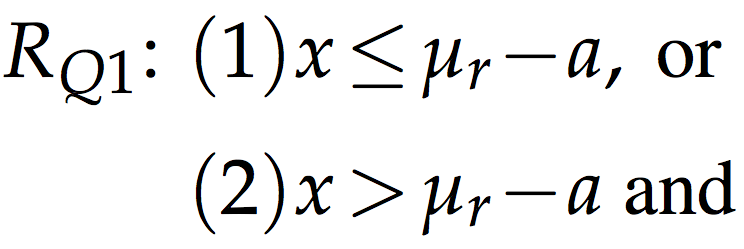 R_{Q1}: (1) x ≤ μ_r − a, or
(2) x > μ_r − a and